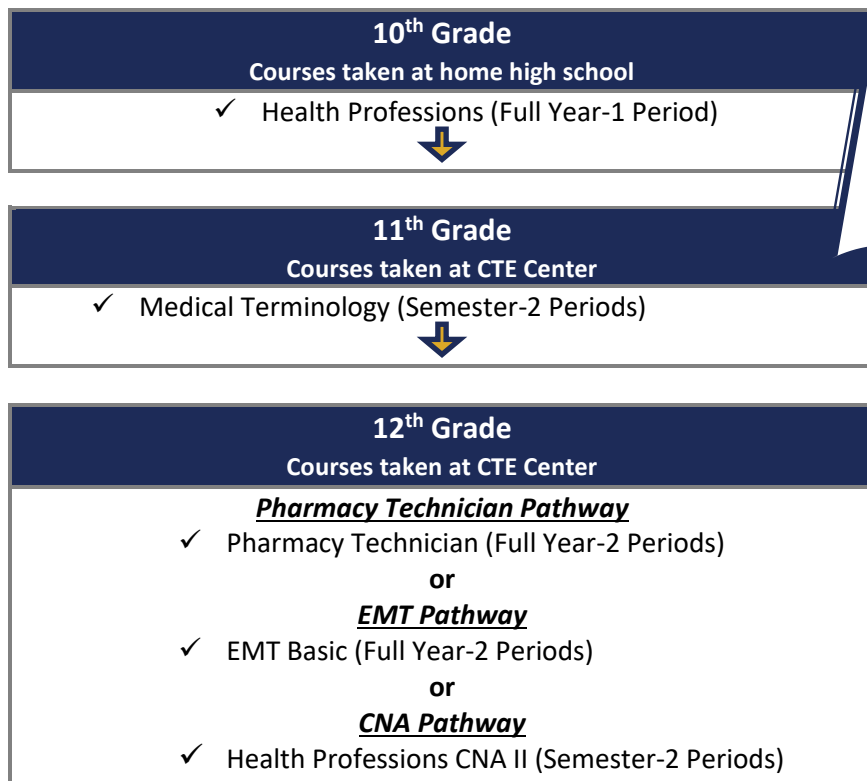 10th Grade
Courses taken at home high school
✓ Health Professions (Full Year-1 Period)
11th Grade
Courses taken at CTE Center
✓ Medical Terminology (Semester-2 Periods)
12th Grade
Courses taken at CTE Center
Pharmacy Technician Pathway
✓ Pharmacy Technician (Full Year-2 Periods)
or
EMT Pathway
✓ EMT Basic (Full Year-2 Periods)
or
CNA Pathway
✓ Health Professions CNA II (Semester-2 Periods)